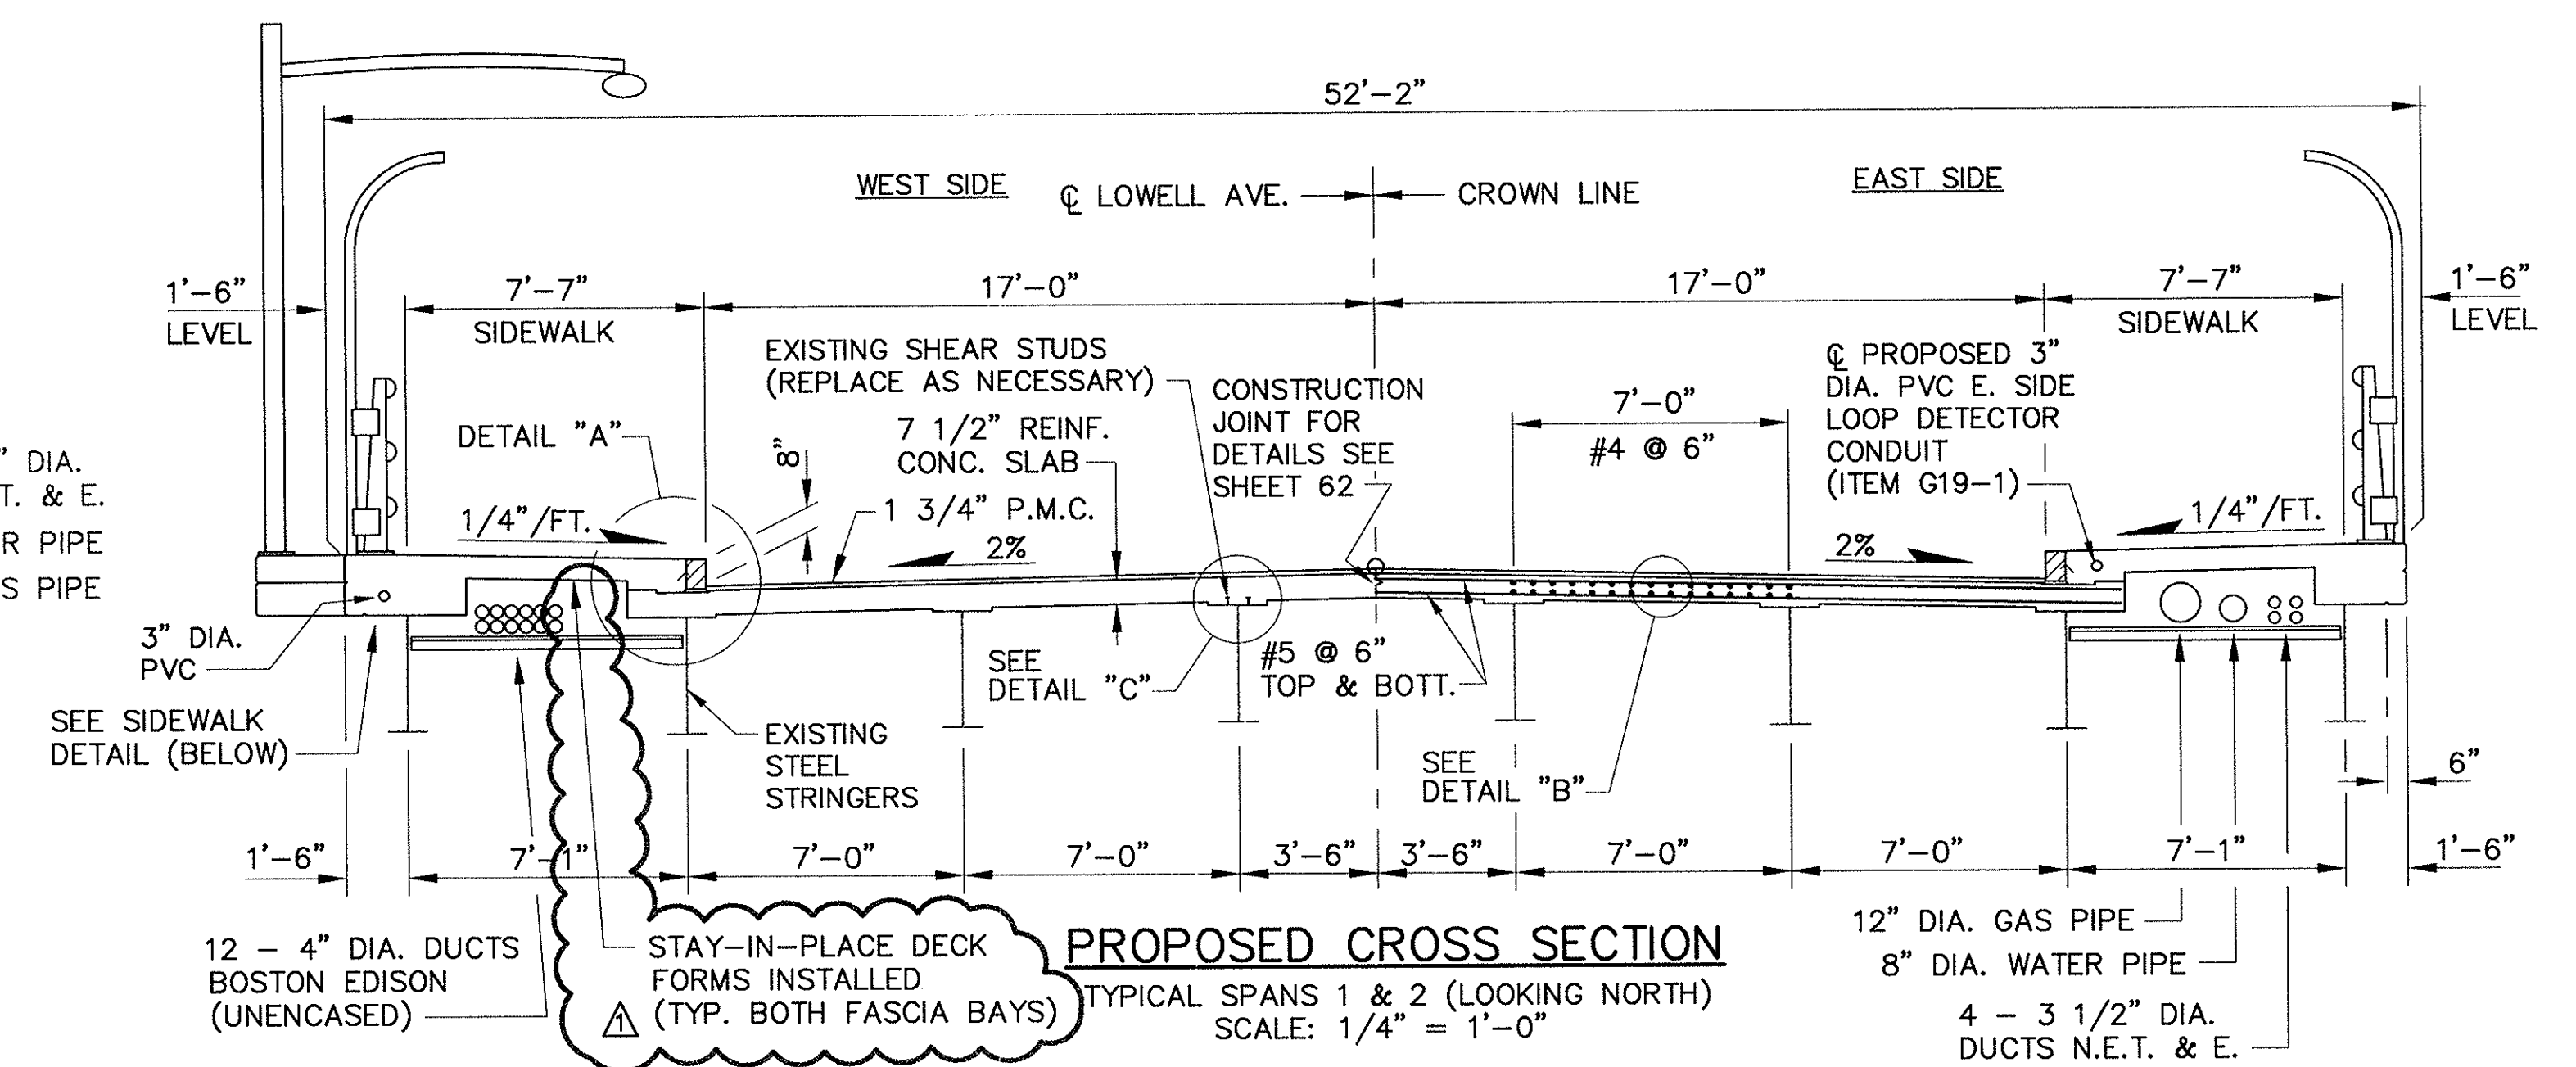 52'-2"
WEST SIDE
℄ LOWELL AVE.
CROWN LINE
EAST SIDE
1'-6"
LEVEL
7'-7"
SIDEWALK
17'-0"
17'-0"
7'-7"
SIDEWALK
1'-6"
LEVEL
EXISTING SHEAR STUDS
(REPLACE AS NECESSARY)
CONSTRUCTION
JOINT FOR
DETAILS SEE
SHEET 62
7'-0"
#4 @ 6"
℄ PROPOSED 3"
DIA. PVC E. SIDE
LOOP DETECTOR
CONDUIT
(ITEM G19-1)
DETAIL "A"
8"
7 1/2" REINF.
CONC. SLAB
1 3/4" P.M.C.
" DIA.
T. & E.
R PIPE
S PIPE
1/4"/FT.
2%
2%
1/4"/FT.
3" DIA.
PVC
SEE SIDEWALK
DETAIL (BELOW)
EXISTING
STEEL
STRINGERS
SEE
DETAIL "C"
#5 @ 6"
TOP & BOTT.
SEE
DETAIL "B"
6"
1'-6"
7'-1"
7'-0"
7'-0"
3'-6"
3'-6"
7'-0"
7'-0"
7'-1"
1'-6"
12 - 4" DIA. DUCTS
BOSTON EDISON
(UNENCASED)
STAY-IN-PLACE DECK
FORMS INSTALLED
(TYP. BOTH FASCIA BAYS)
1
PROPOSED CROSS SECTION
TYPICAL SPANS 1 & 2 (LOOKING NORTH)
SCALE: 1/4" = 1'-0"
12" DIA. GAS PIPE
8" DIA. WATER PIPE
4 - 3 1/2" DIA.
DUCTS N.E.T. & E.